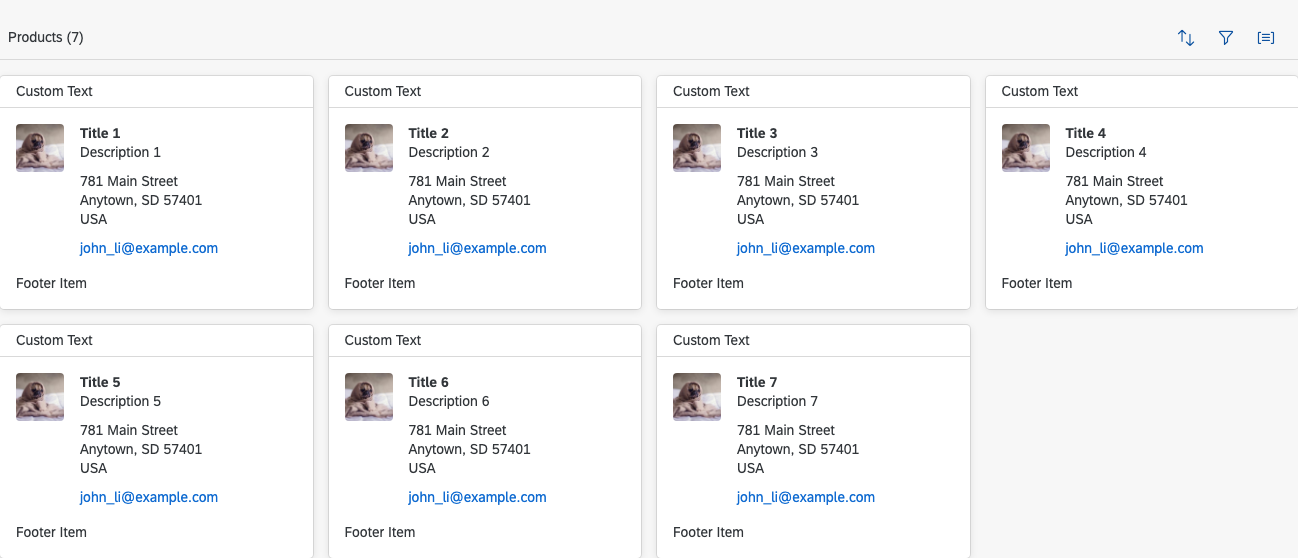 Products (7)
Custom Text
Title 1
Description 1
781 Main Street
Anytown, SD 57401
USA
john_li@example.com
Footer Item
Custom Text
Title 2
Description 2
781 Main Street
Anytown, SD 57401
USA
john_li@example.com
Footer Item
Custom Text
Title 3
Description 3
781 Main Street
Anytown, SD 57401
USA
john_li@example.com
Footer Item
Custom Text
Title 4
Description 4
781 Main Street
Anytown, SD 57401
USA
john_li@example.com
Footer Item
Custom Text
Title 5
Description 5
781 Main Street
Anytown, SD 57401
USA
john_li@example.com
Footer Item
Custom Text
Title 6
Description 6
781 Main Street
Anytown, SD 57401
USA
john_li@example.com
Footer Item
Custom Text
Title 7
Description 7
781 Main Street
Anytown, SD 57401
USA
john_li@example.com
Footer Item